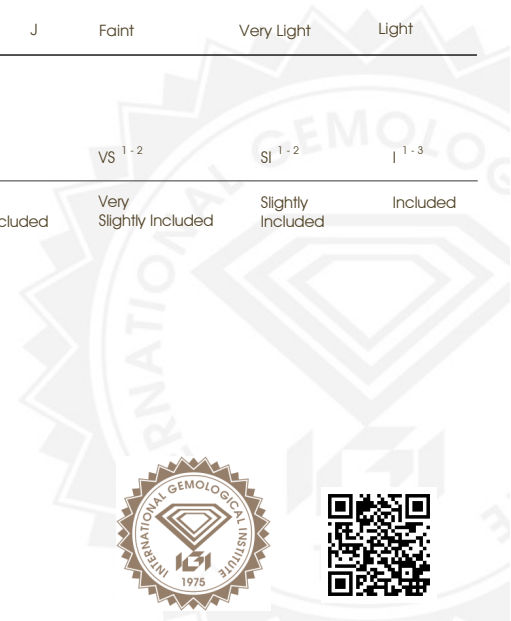 J Faint Very Light Light
VS 1 - 2 SI 1 - 2 I 1 - 3
Very Slightly Included
cluded Slightly Included Included
INTERNATIONAL GEMOLOGICAL INSTITUTE
IGI
1975